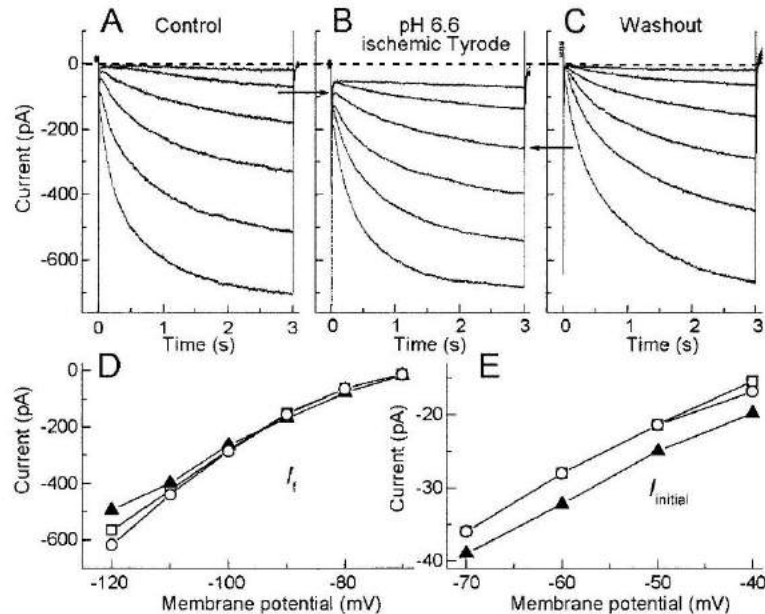 A Control
B pH 6.6
ischemic Tyrode
C Washout
Current (pA)
0
-200
-400
-600
0 1 2 3
Time (s)
0 1 2 3
Time (s)
0 1 2 3
Time (s)
D
Current (pA)
0
-200
-400
-600
If
-120 -100 -80
Membrane potential (mV)
E
Current (pA)
-20
-30
-40
Iinitial
-70 -60 -50 -40
Membrane potential (mV)